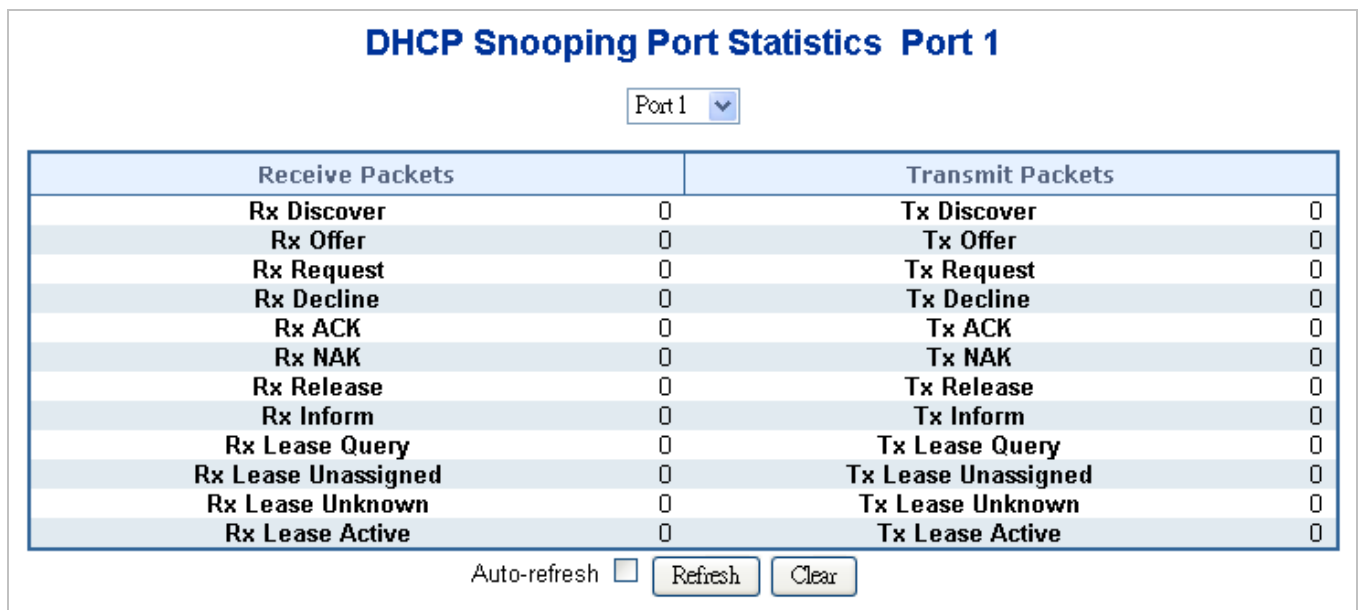 DHCP Snooping Port Statistics Port 1
Port 1
Receive Packets Transmit Packets
Rx Discover 0 Tx Discover 0
Rx Offer 0 Tx Offer 0
Rx Request 0 Tx Request 0
Rx Decline 0 Tx Decline 0
Rx ACK 0 Tx ACK 0
Rx NAK 0 Tx NAK 0
Rx Release 0 Tx Release 0
Rx Inform 0 Tx Inform 0
Rx Lease Query 0 Tx Lease Query 0
Rx Lease Unassigned 0 Tx Lease Unassigned 0
Rx Lease Unknown 0 Tx Lease Unknown 0
Rx Lease Active 0 Tx Lease Active 0
Auto-refresh Refresh Clear